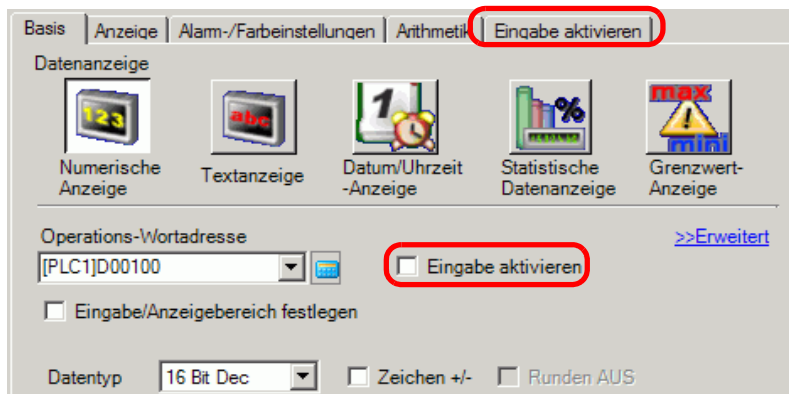 Basis Anzeige Alarm-/Farbeinstellungen Arithmetik Eingabe aktivieren
Datenanzeige
123 abc 1 % max
mini
Numerische Anzeige
Textanzeige
Datum/Uhrzeit -Anzeige
Statistische Datenanzeige
Grenzwert- Anzeige
Operations-Wortadresse >>Erweitert
[PLC1]D00100 Eingabe aktivieren
Eingabe/Anzeigebereich festlegen
Datentyp 16 Bit Dec Zeichen +/- Runden AUS